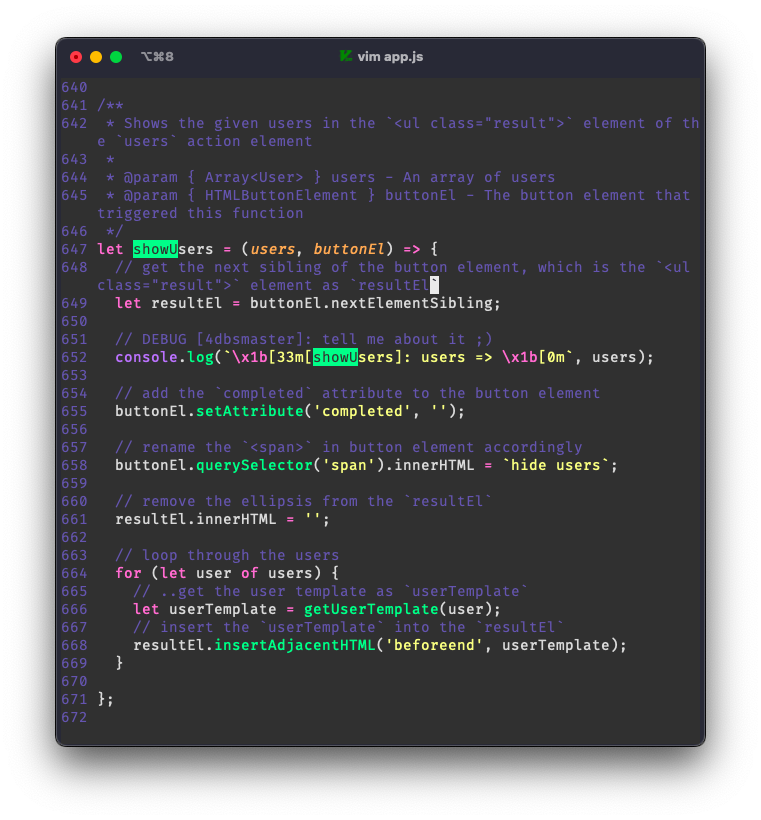 ⌥⌘8
vim app.js
640
641 /**
642  * Shows the given users in the `<ul class="result">` element of th
e `users` action element
643  *
644  * @param { Array<User> } users - An array of users
645  * @param { HTMLButtonElement } buttonEl - The button element that
triggered this function
646  */
647 let showUsers = (users, buttonEl) => {
648   // get the next sibling of the button element, which is the `<ul
class="result">` element as `resultEl`
649   let resultEl = buttonEl.nextElementSibling;
650
651   // DEBUG [4dbsmaster]: tell me about it ;)
652   console.log(`\x1b[33m[showUsers]: users => \x1b[0m`, users);
653
654   // add the `completed` attribute to the button element
655   buttonEl.setAttribute('completed', '');
656
657   // rename the `<span>` in button element accordingly
658   buttonEl.querySelector('span').innerHTML = `hide users`;
659
660   // remove the ellipsis from the `resultEl`
661   resultEl.innerHTML = '';
662
663   // loop through the users
664   for (let user of users) {
665     // ..get the user template as `userTemplate`
666     let userTemplate = getUserTemplate(user);
667     // insert the `userTemplate` into the `resultEl`
668     resultEl.insertAdjacentHTML('beforeend', userTemplate);
669   }
670
671 };
672